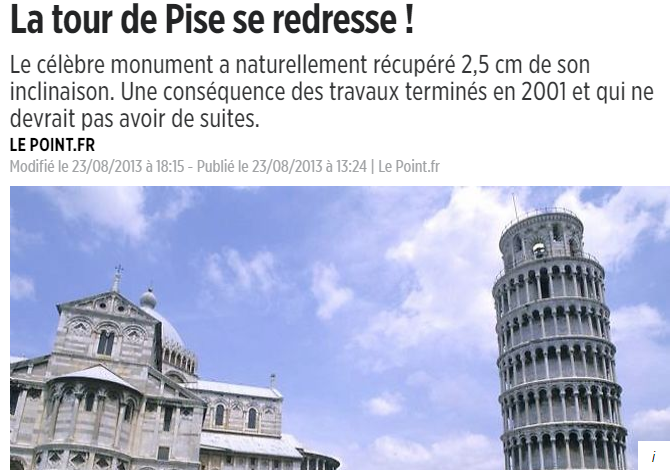 La tour de Pise se redresse !
Le célèbre monument a naturellement récupéré 2,5 cm de son
inclinaison. Une conséquence des travaux terminés en 2001 et qui ne
devrait pas avoir de suites.
LE POINT.FR
Modifié le 23/08/2013 à 18:15 - Publié le 23/08/2013 à 13:24 | Le Point.fr
i